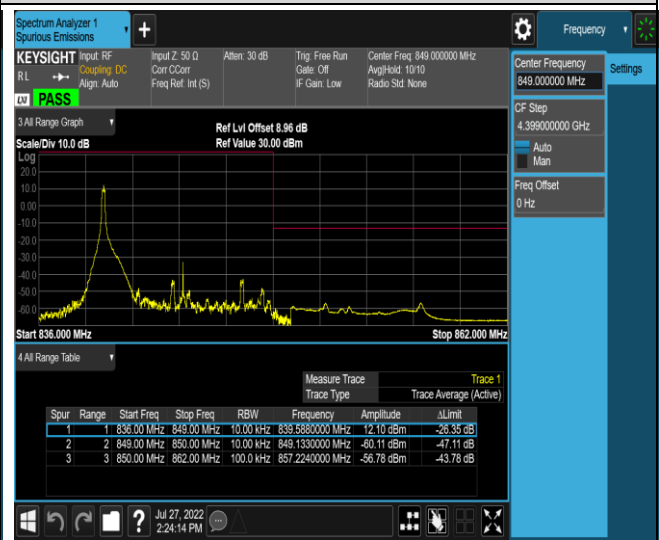 Spectrum Analyzer 1
Spurious Emissions
Frequency
KEYSIGHT Input: RF Input Z: 50 Ω Atten: 30 dB Trig: Free Run Center Freq: 849.000000 MHz
RL Coupling: DC Corr CCorr Gate: Off Avg|Hold: 10/10
Align: Auto Freq Ref: Int (S) IF Gain: Low Radio Std: None
LXI PASS
Center Frequency
849.000000 MHz
Settings
CF Step
4.399000000 GHz
Auto
Man
Freq Offset
0 Hz
3 All Range Graph
Ref Lvl Offset 8.96 dB
Scale/Div 10.0 dB Ref Value 30.00 dBm
Log
20.0
10.0
0.00
-10.0
-20.0
-30.0
-40.0
-50.0
-60.0
Start 836.000 MHz Stop 862.000 MHz
4 All Range Table
Measure Trace Trace 1
Trace Type Trace Average (Active)
Spur Range Start Freq Stop Freq RBW Frequency Amplitude ΔLimit
1 1 836.00 MHz 849.00 MHz 10.00 kHz 839.5880000 MHz 12.10 dBm -26.35 dB
2 2 849.00 MHz 850.00 MHz 10.00 kHz 849.1330000 MHz -60.11 dBm -47.11 dB
3 3 850.00 MHz 862.00 MHz 100.0 kHz 857.2240000 MHz -56.78 dBm -43.78 dB
Jul 27, 2022
2:24:14 PM